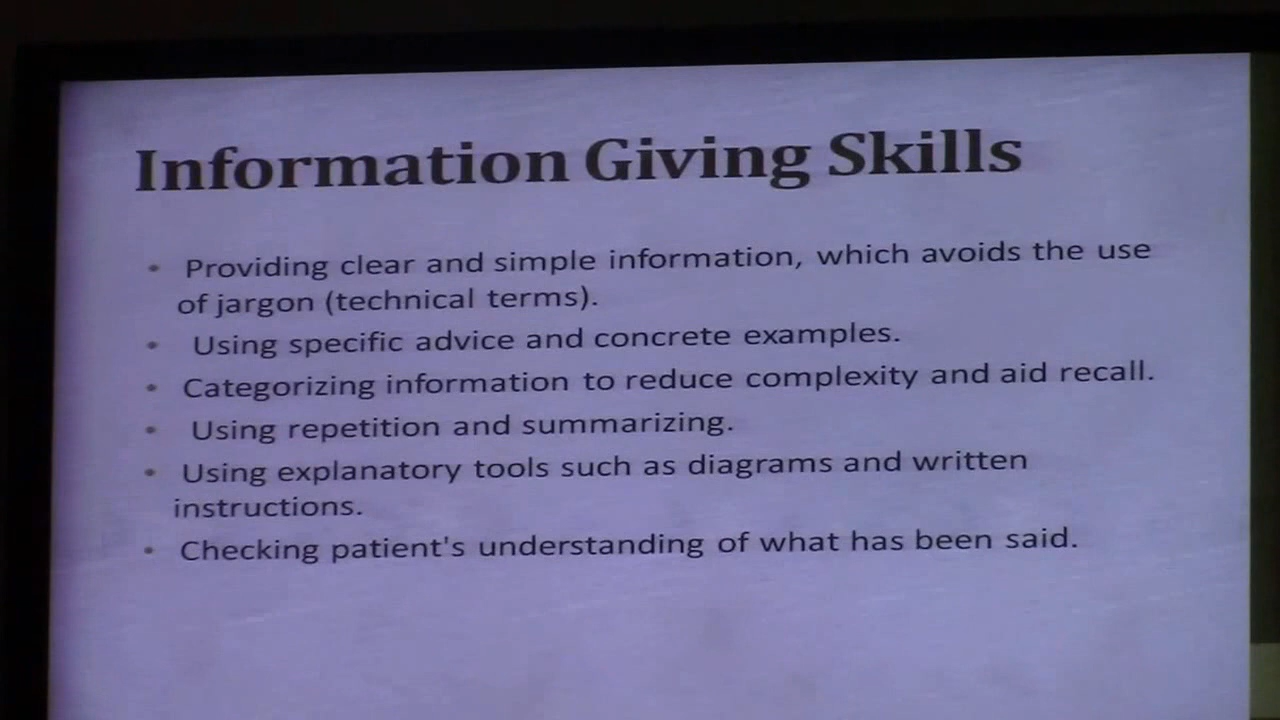 Information Giving Skills
• Providing clear and simple information, which avoids the use
of jargon (technical terms).
• Using specific advice and concrete examples.
• Categorizing information to reduce complexity and aid recall.
• Using repetition and summarizing.
• Using explanatory tools such as diagrams and written
instructions.
• Checking patient's understanding of what has been said.